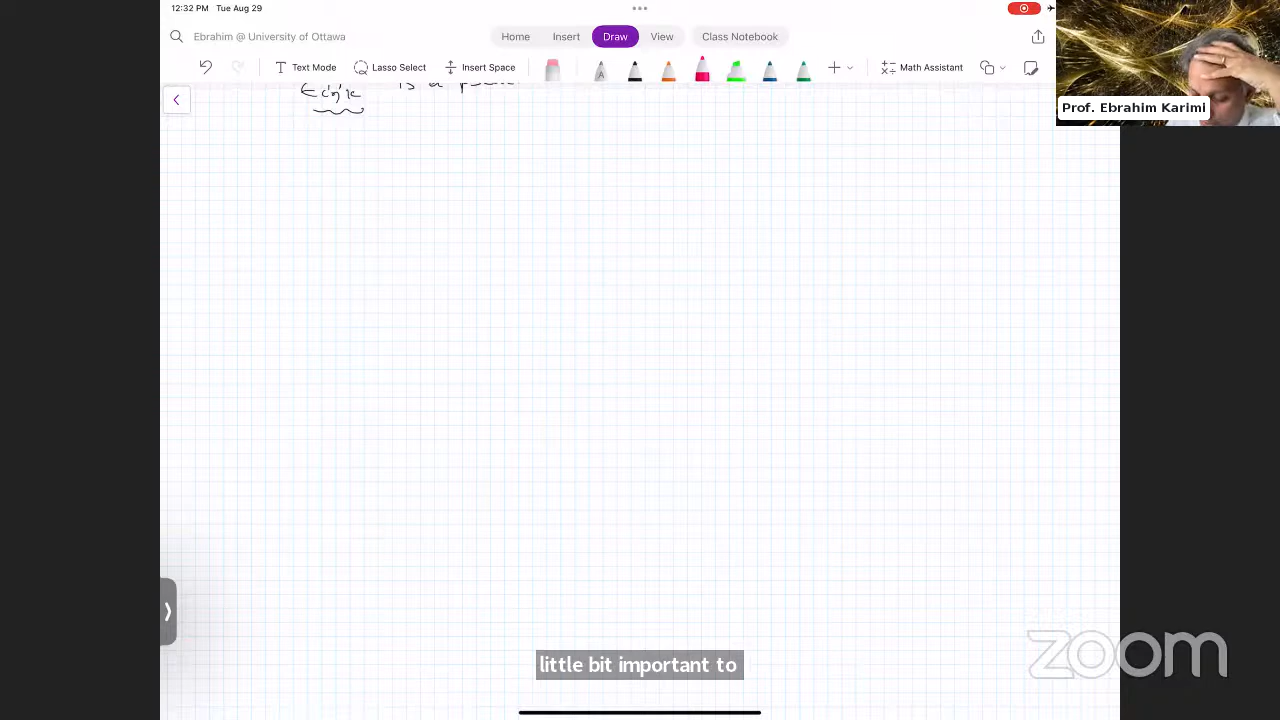 12:32 PM Tue Aug 29
Ebrahim @ University of Ottawa
Home Insert Draw View Class Notebook
Text Mode Lasso Select Insert Space A Math Assistant
is a
Prof. Ebrahim Karimi
little bit important to
zoom